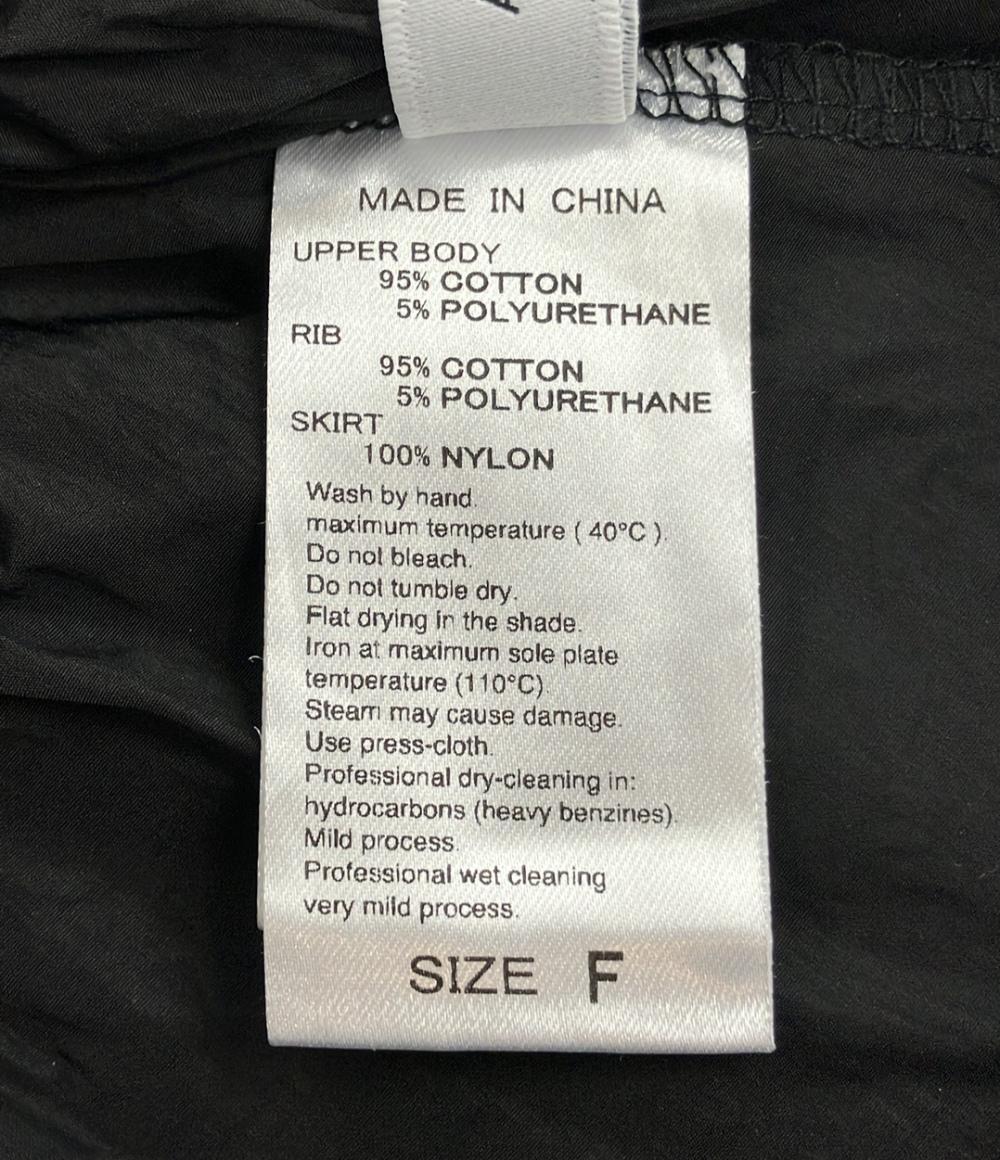 MADE IN CHINA
UPPER BODY
95% COTTON
5% POLYURETHANE
RIB
95% COTTON
5% POLYURETHANE
SKIRT
100% NYLON
Wash by hand.
maximum temperature ( 40°C ).
Do not bleach.
Do not tumble dry.
Flat drying in the shade.
Iron at maximum sole plate
temperature (110°C).
Steam may cause damage.
Use press-cloth.
Professional dry-cleaning in:
hydrocarbons (heavy benzines).
Mild process.
Professional wet cleaning
very mild process.
SIZE F